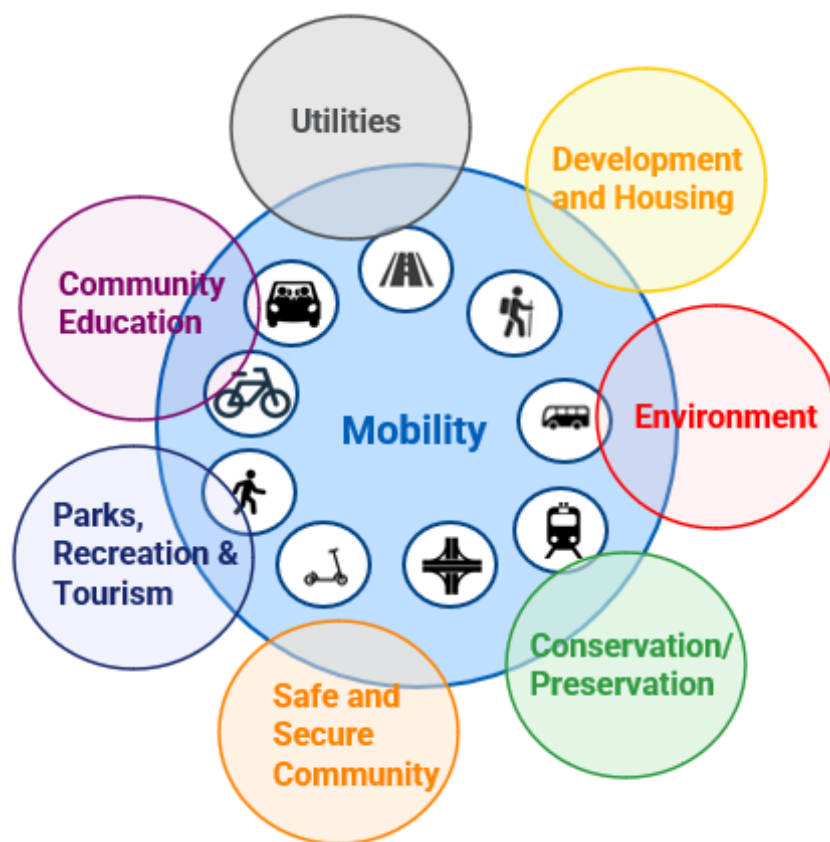 Utilities
Development
and Housing
Community
Education
Mobility
Environment
Parks,
Recreation &
Tourism
Conservation/
Preservation
Safe and
Secure
Community